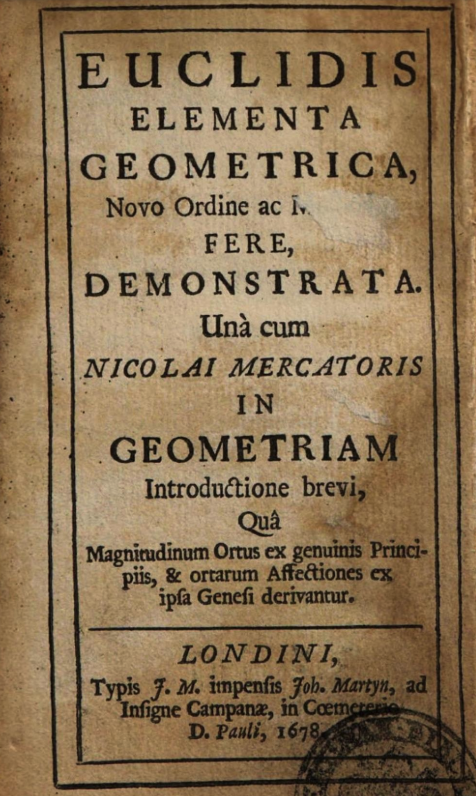 EUCLIDIS
ELEMENTA
GEOMETRICA,
Novo Ordine ac
FERE,
DEMONSTRATA.
Unà cum
NICOLAI MERCATORIS
IN
GEOMETRIAM
Introductione brevi,
Quâ
Magnitudinum Ortus ex genuinis Princi-
piis, & ortarum Affectiones ex
ipſa Geneſi derivantur.
LONDINI,
Typis J. M. impenſis Joh. Martyn, ad
Inſigne Campanæ, in Cœmeterio
D. Pauli, 1678.